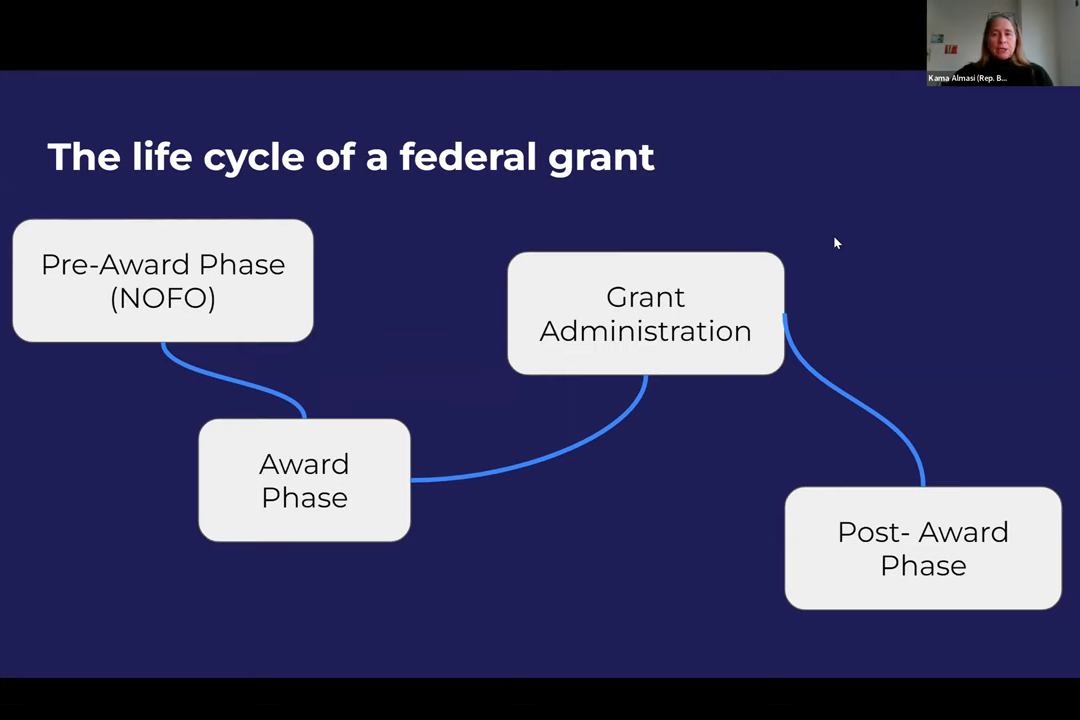 Kama Almasi (Rep. B...
The life cycle of a federal grant
Pre-Award Phase
(NOFO)
Grant
Administration
Award
Phase
Post- Award
Phase